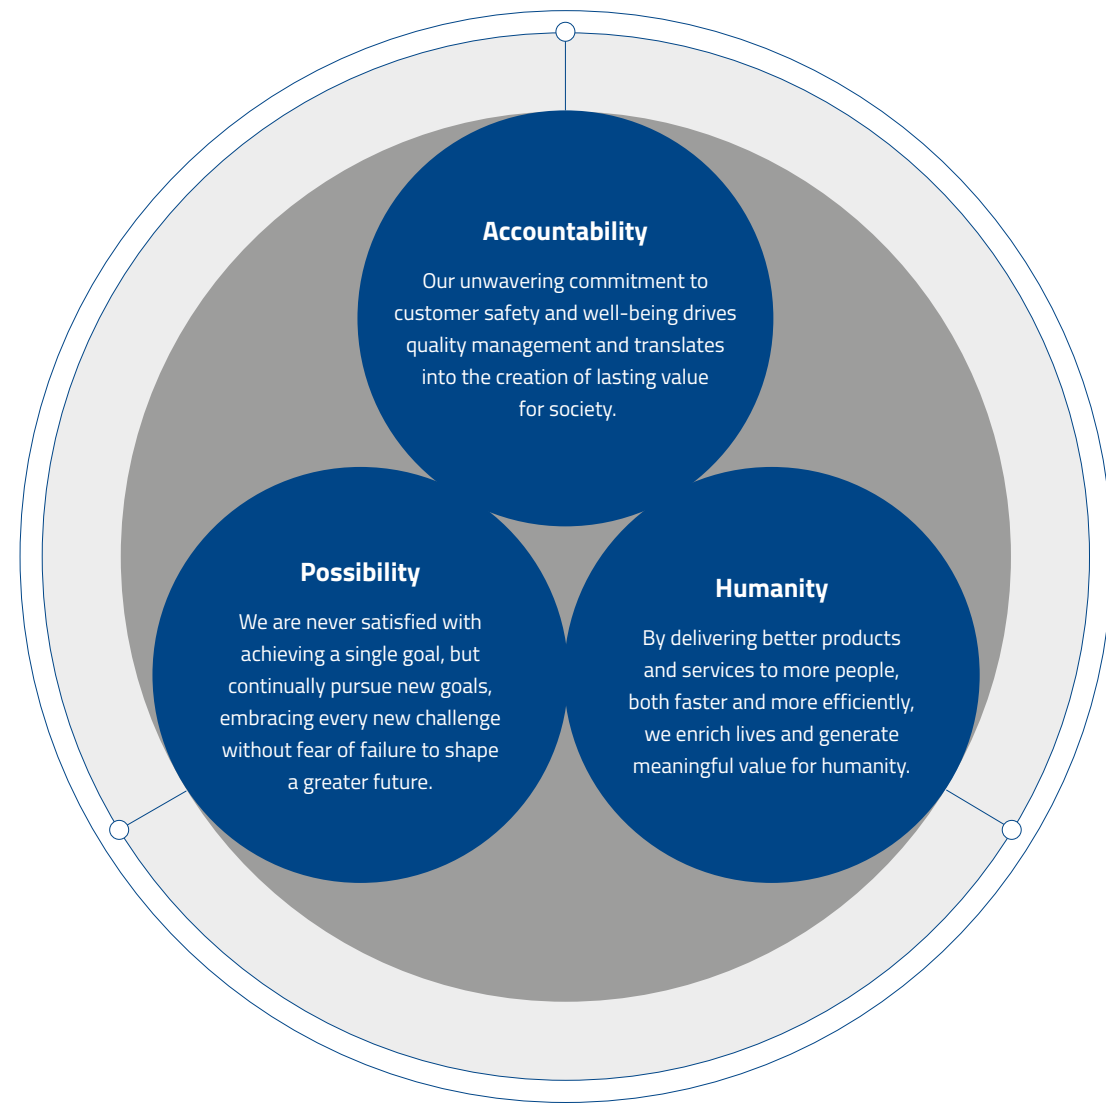 Accountability
Our unwavering commitment to
customer safety and well-being drives
quality management and translates
into the creation of lasting value
for society.
Possibility
We are never satisfied with
achieving a single goal, but
continually pursue new goals,
embracing every new challenge
without fear of failure to shape
a greater future.
Humanity
By delivering better products
and services to more people,
both faster and more efficiently,
we enrich lives and generate
meaningful value for humanity.